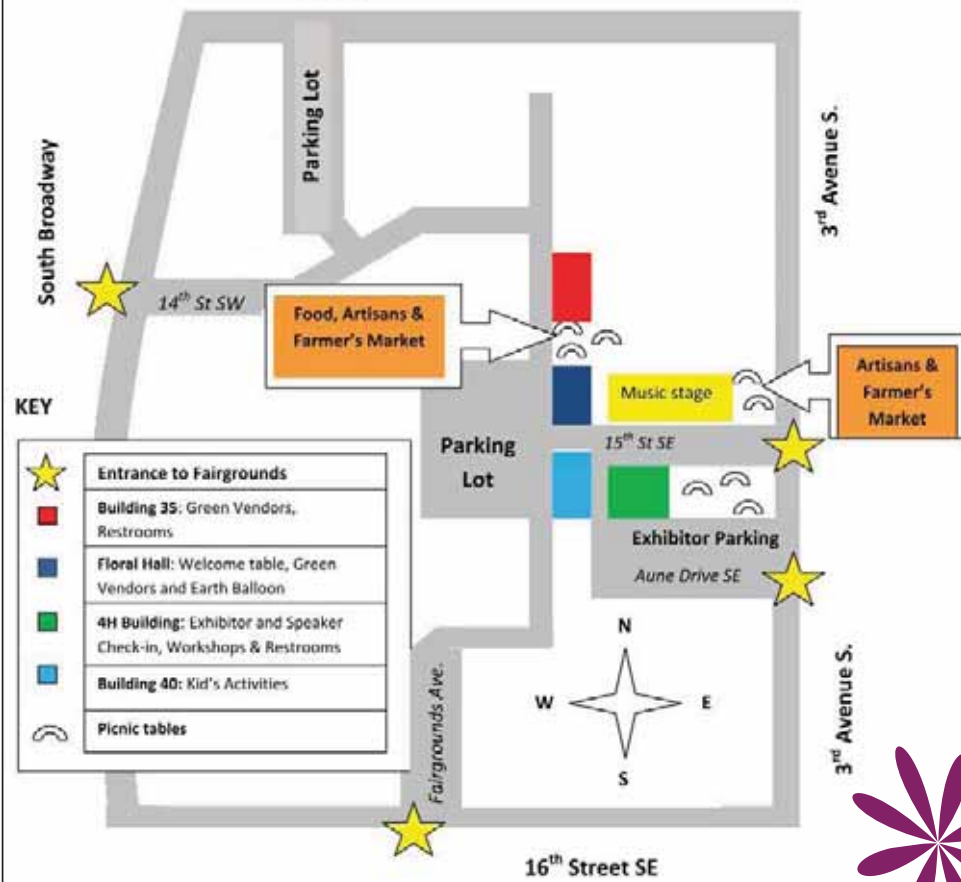 Parking Lot
South Broadway
3rd Avenue S.
14th St SW
Food, Artisans &
Farmer's Market
Artisans &
Farmer's
Market
Music stage
15th St SE
Parking
Lot
Exhibitor Parking
Aune Drive SE
KEY
Entrance to Fairgrounds
Building 35: Green Vendors,
Restrooms
Floral Hall: Welcome table, Green
Vendors and Earth Balloon
4H Building: Exhibitor and Speaker
Check-in, Workshops & Restrooms
Building 40: Kid's Activities
Picnic tables
N
W
E
S
Fairgrounds Ave.
3rd Avenue S.
16th Street SE